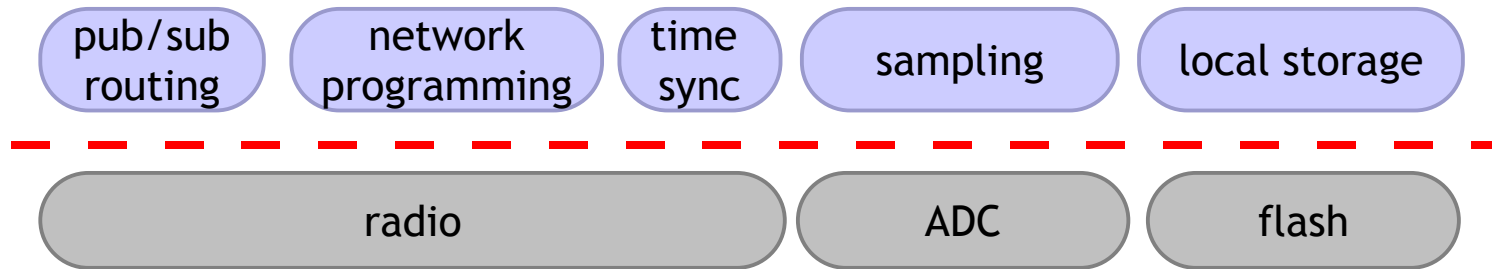 pub/sub
routing
network
programming
time
sync
sampling
local storage
radio
ADC
flash